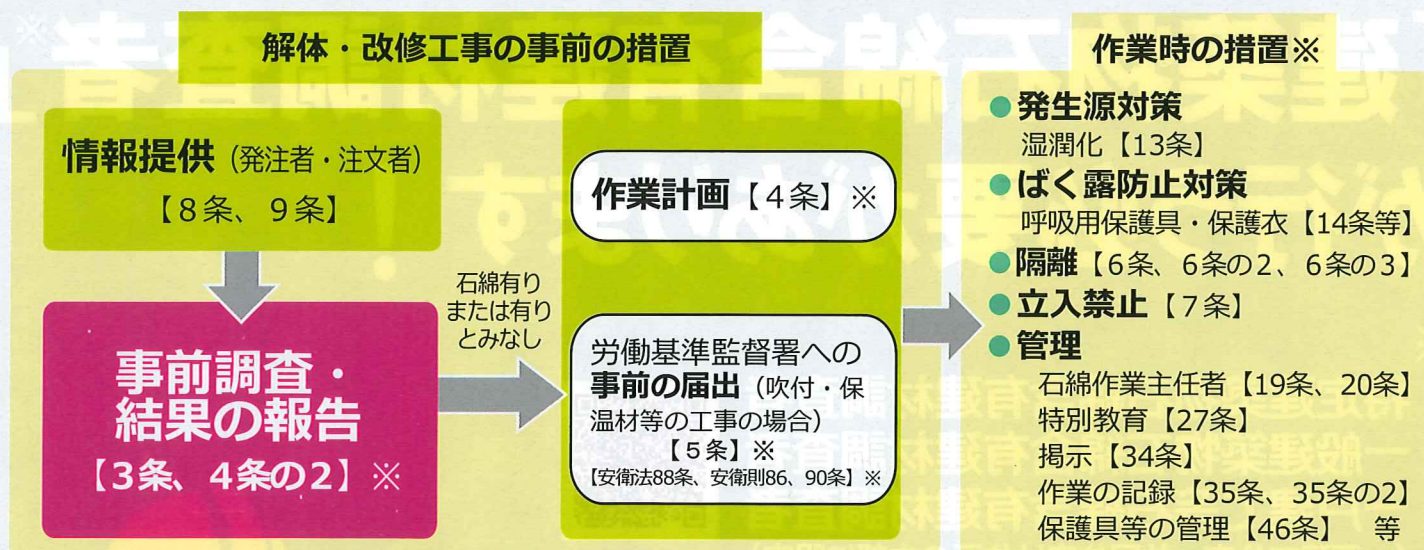 解体・改修工事の事前の措置
情報提供（発注者・注文者）
【8条、9条】
事前調査・
結果の報告
【3条、4条の2】※
石綿有り
または有り
とみなし
作業計画【4条】※
労働基準監督署への
事前の届出（吹付・保
温材等の工事の場合）
【5条】※
【安衛法88条、安衛則86、90条】※
作業時の措置※
●発生源対策
湿潤化【13条】
●ばく露防止対策
呼吸用保護具・保護衣【14条等】
●隔離【6条、6条の2、6条の3】
●立入禁止【7条】
●管理
石綿作業主任者【19条、20条】
特別教育【27条】
掲示【34条】
作業の記録【35条、35条の2】
保護具等の管理【46条】　等